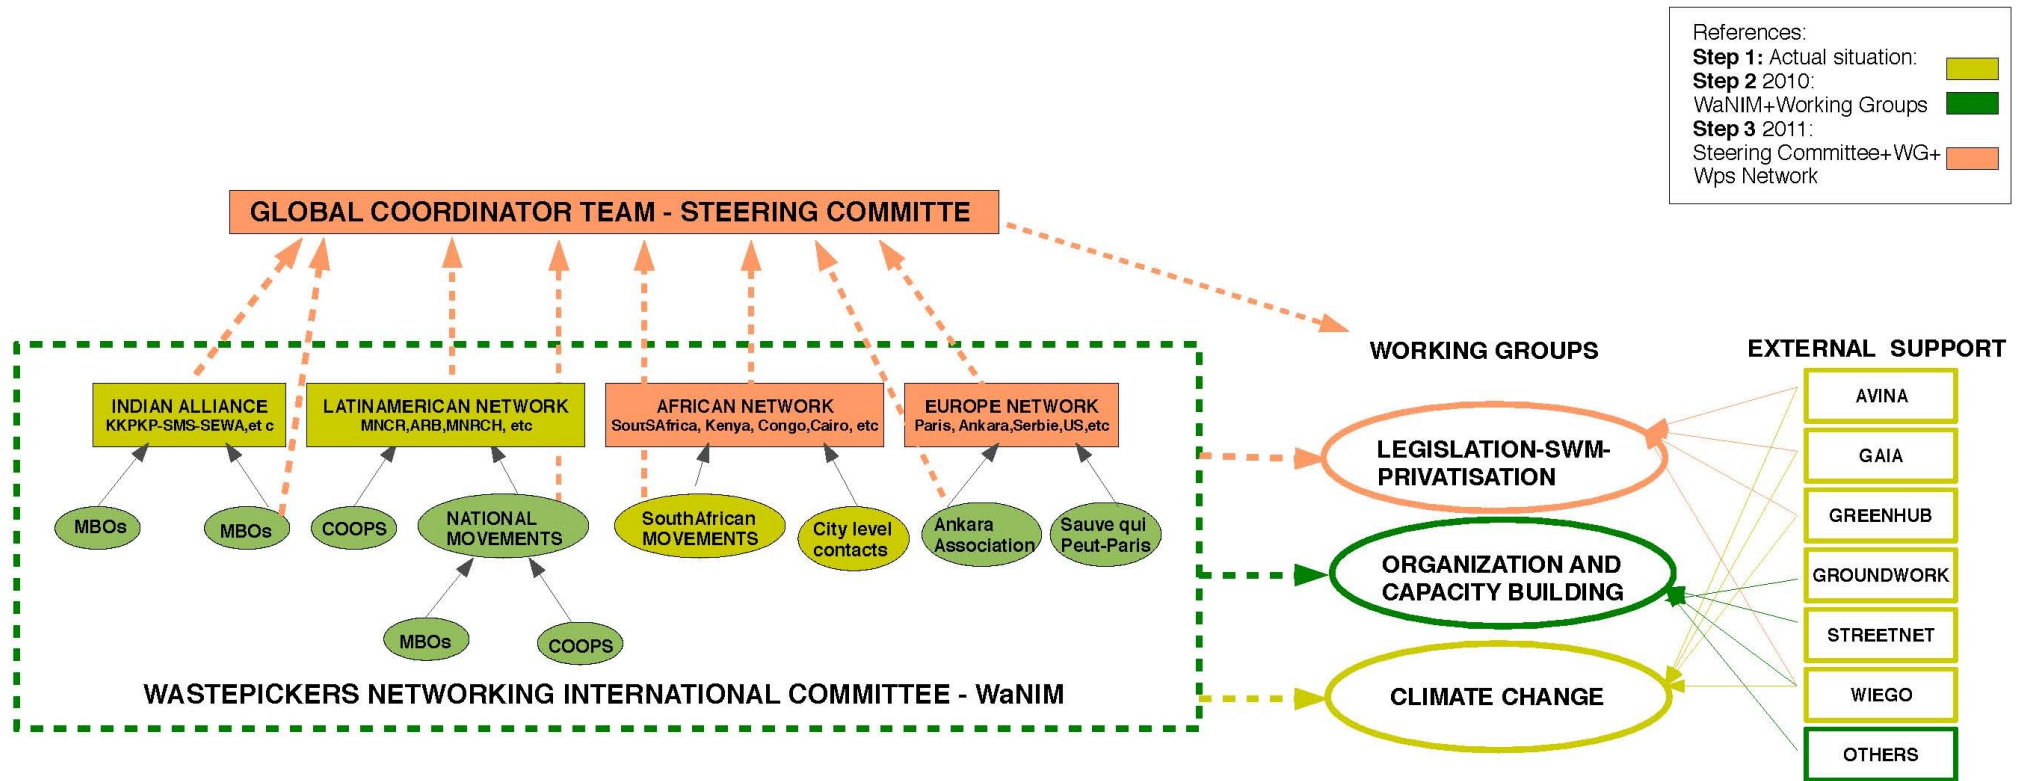 References:
Step 1: Actual situation:
Step 2 2010:
WaNIM+Working Groups
Step 3 2011:
Steering Committee+WG+
Wps Network
GLOBAL COORDINATOR TEAM - STEERING COMMITTE
WORKING GROUPS
EXTERNAL SUPPORT
INDIAN ALLIANCE
KKPKP-SMS-SEWA,et c
LATINAMERICAN NETWORK
MNCR,ARB,MNRCH, etc
AFRICAN NETWORK
SoutSAfrica, Kenya, Congo,Cairo, etc
EUROPE NETWORK
Paris, Ankara,Serbie,US,etc
MBOs
MBOs
COOPS
NATIONAL
MOVEMENTS
SouthAfrican
MOVEMENTS
City level
contacts
Ankara
Association
Sauve qui
Peut-Paris
MBOs
COOPS
WASTEPICKERS NETWORKING INTERNATIONAL COMMITTEE - WaNIM
LEGISLATION-SWM-
PRIVATISATION
ORGANIZATION AND
CAPACITY BUILDING
CLIMATE CHANGE
AVINA
GAIA
GREENHUB
GROUNDWORK
STREETNET
WIEGO
OTHERS